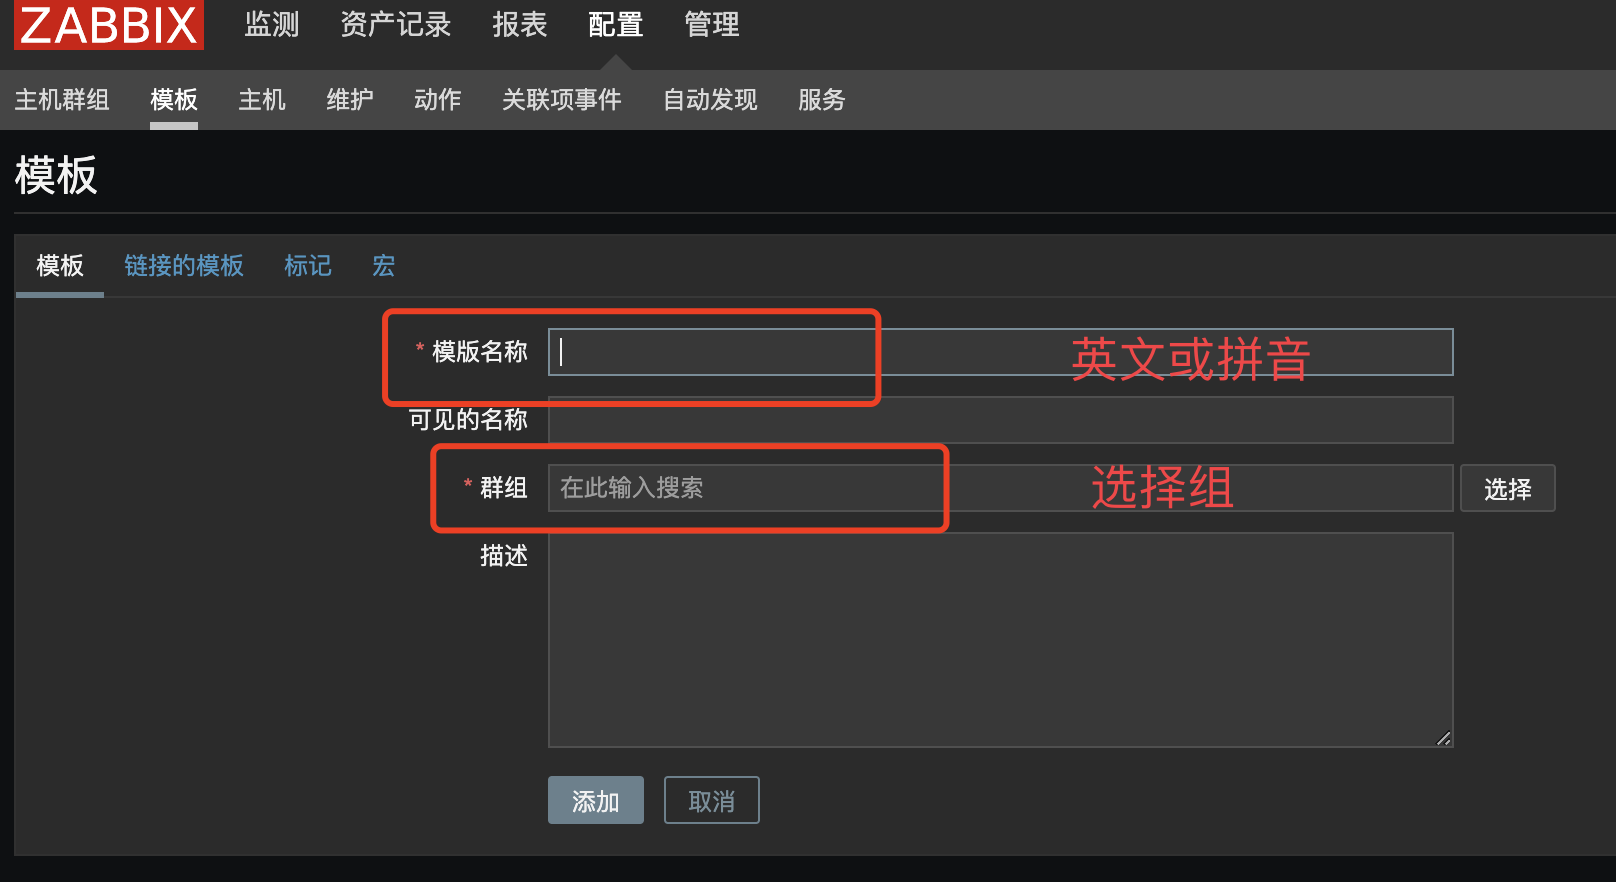 ZABBIX 监测 资产记录 报表 配置 管理
主机群组 模板 主机 维护 动作 关联项事件 自动发现 服务
模板
模板 链接的模板 标记 宏
* 模版名称 英文或拼音
可见的名称
* 群组 在此输入搜索 选择组 选择
描述
添加 取消